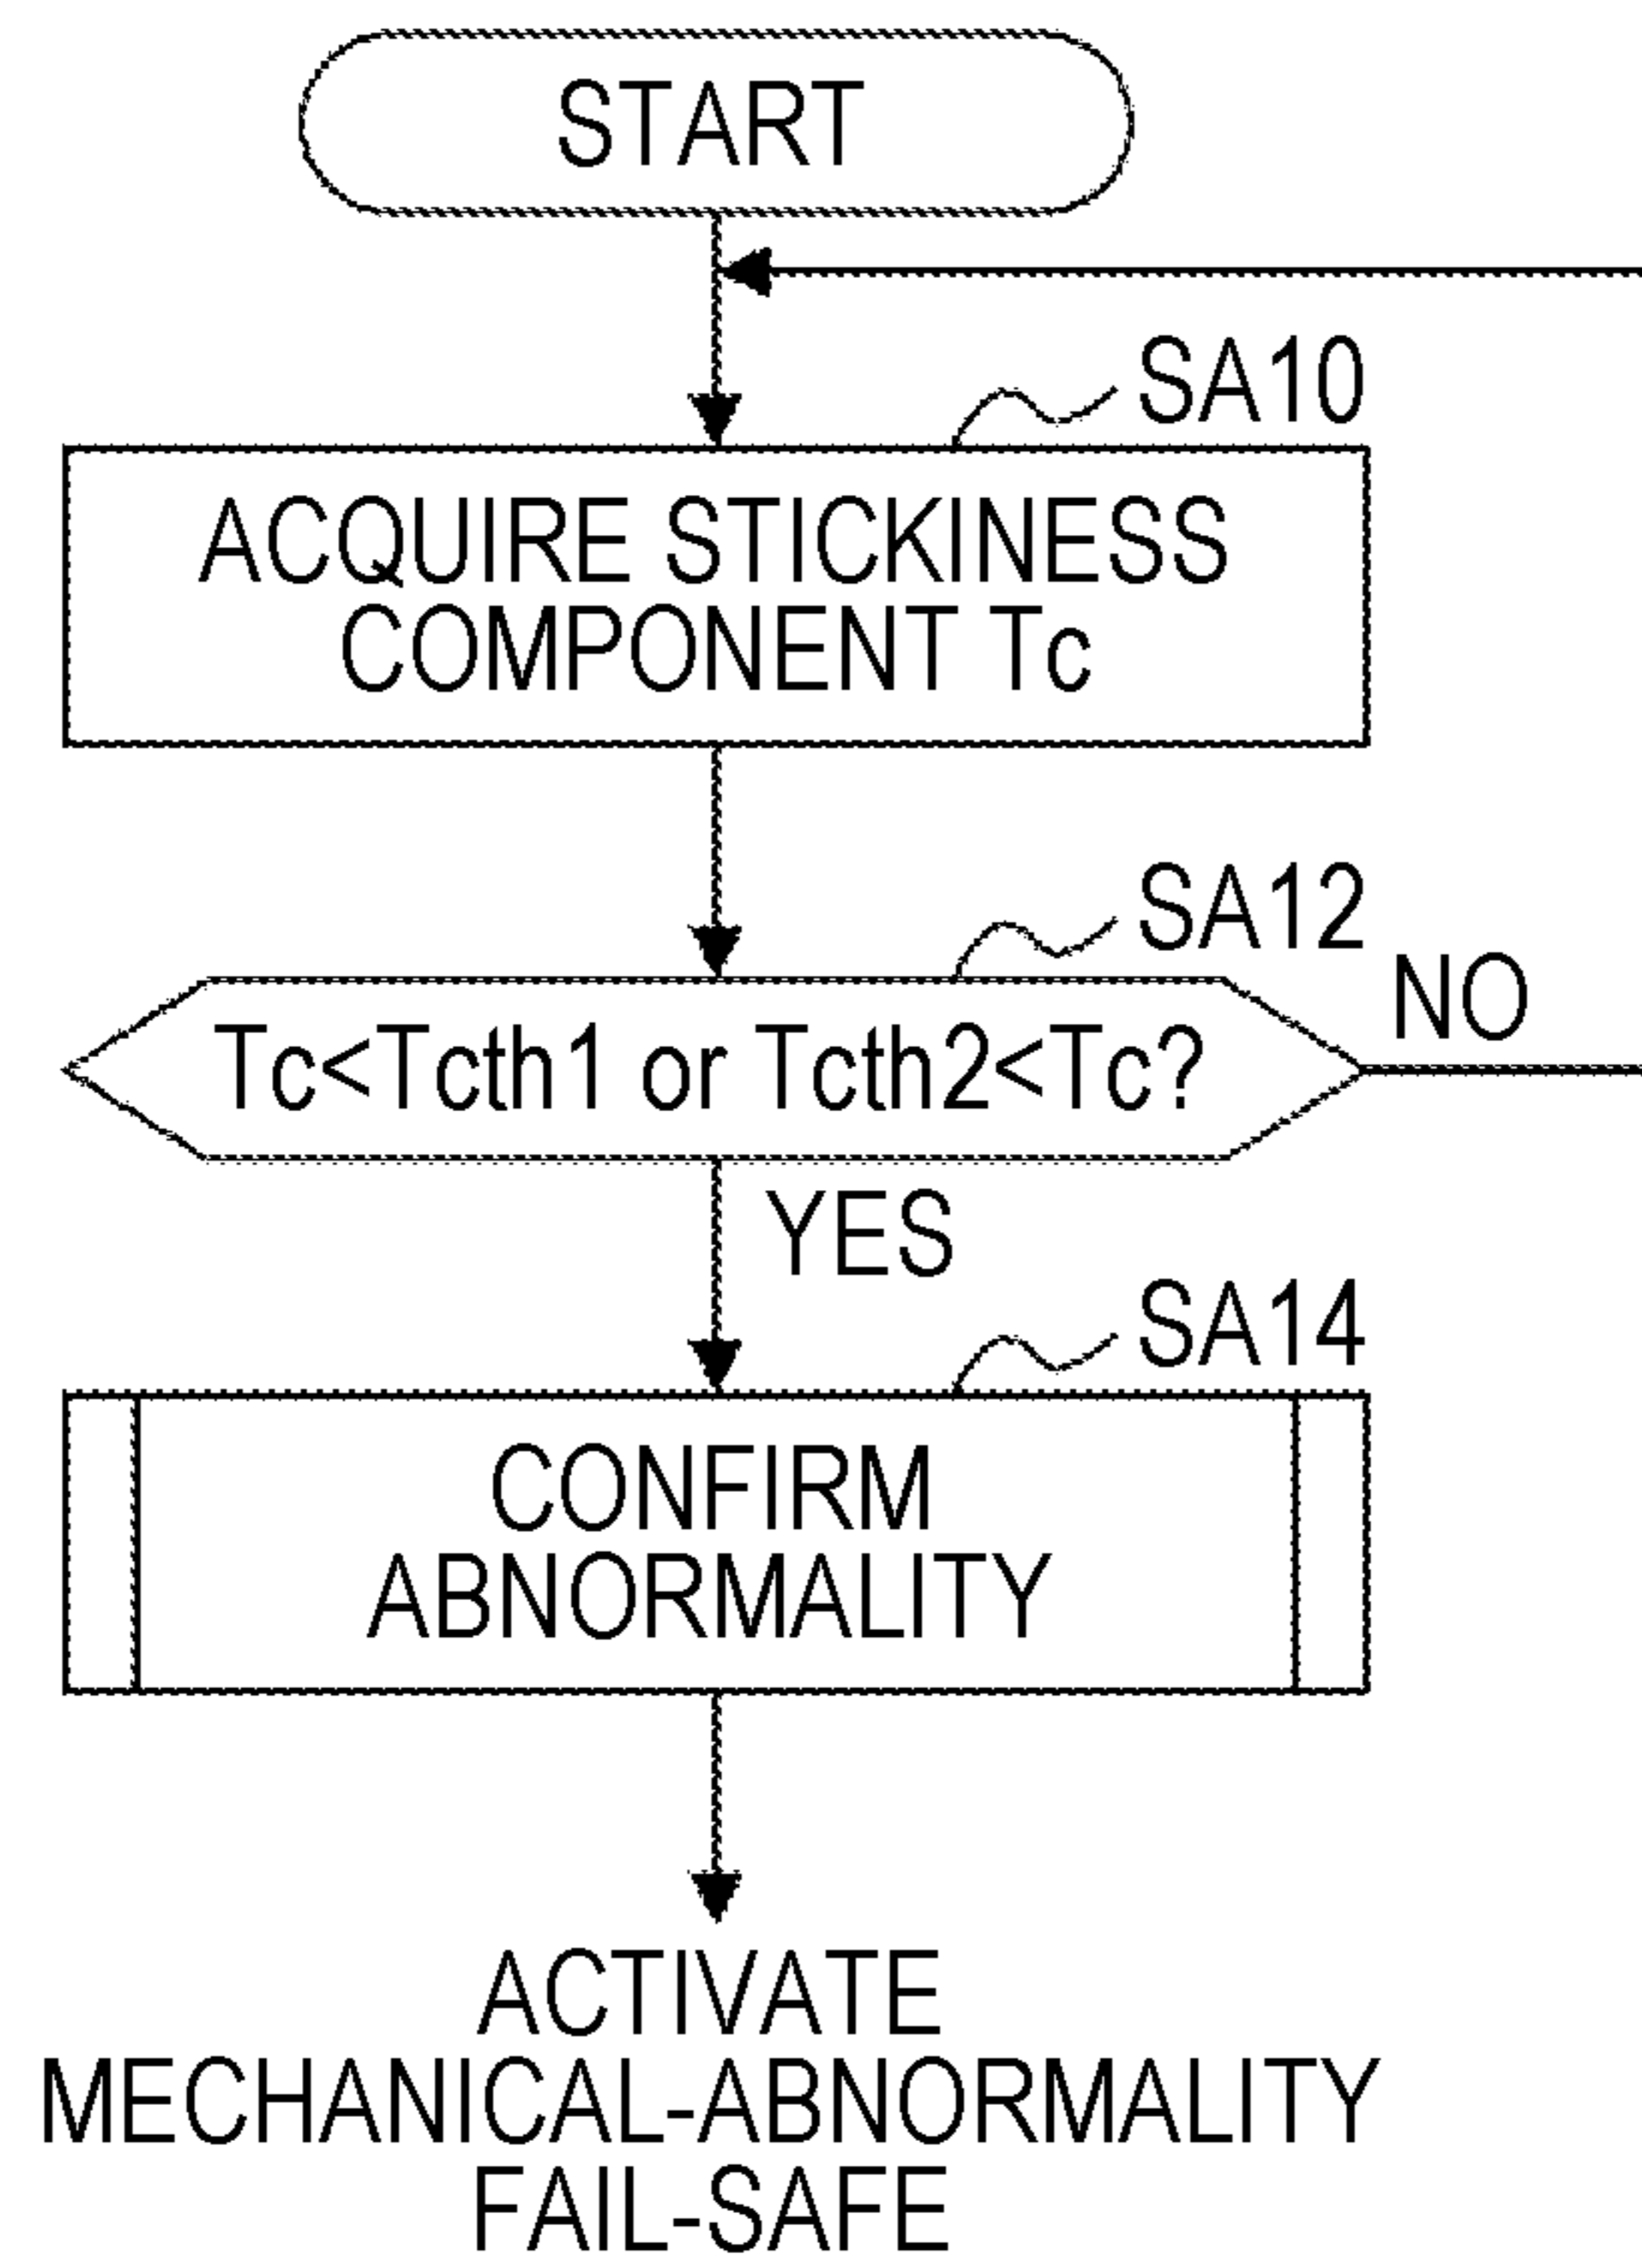 START
SA10
ACQUIRE STICKINESS
COMPONENT Tc
SA12
Tc<Tcth1 or Tcth2<Tc?
NO
YES
SA14
CONFIRM
ABNORMALITY
ACTIVATE
MECHANICAL-ABNORMALITY
FAIL-SAFE